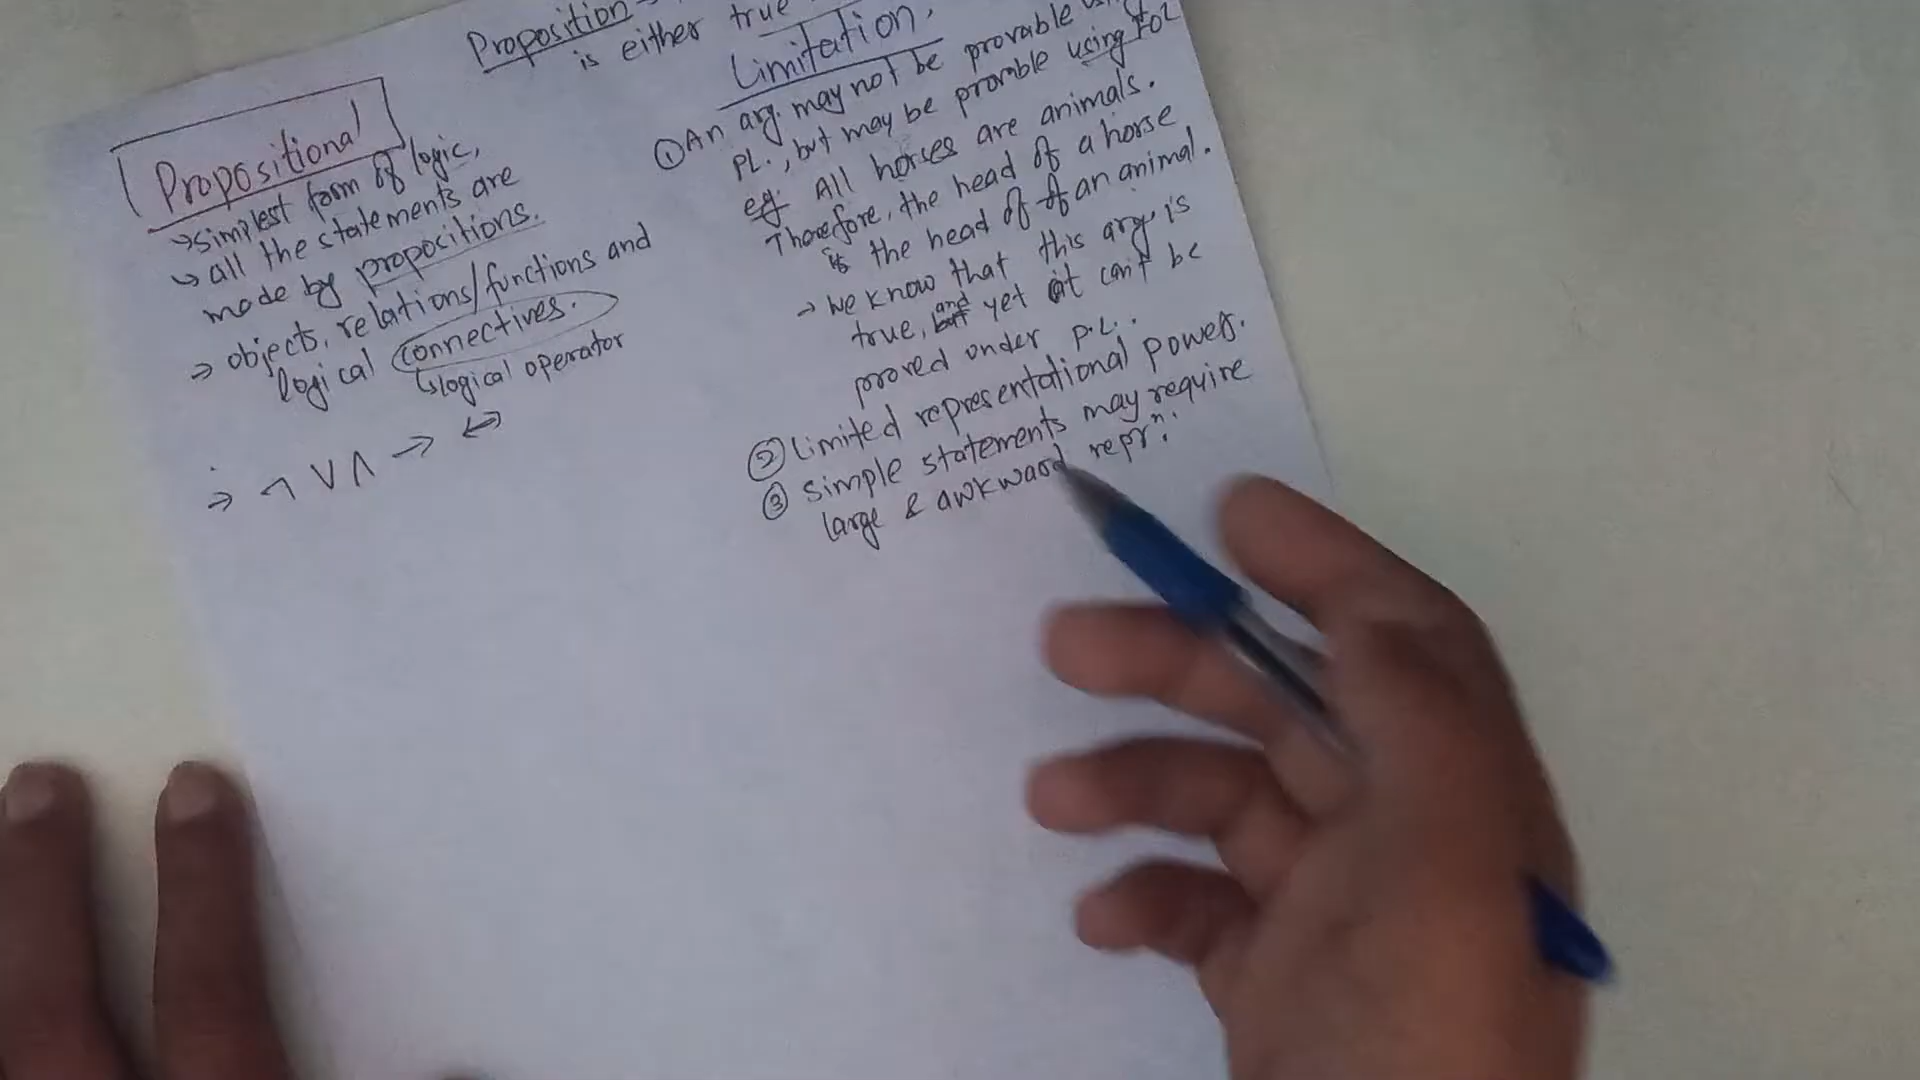 Proposition
is either true
Propositional
→ simplest form of logic,
↳ all the statements are
made by propositions.
⇒ objects, relations/functions and
logical connectives.
↳ logical operator
⇒ ¬ ∨ ∧ → ↔
Limitation.
① An arg. may not be provable
PL., but may be provable using FOL
eg: All horses are animals.
Therefore, the head of a horse
is the head of of an animal.
→ we know that this arg. is
true, and yet it can't be
proved under P.L..
② Limited representational power.
③ Simple statements may require
large & awkward reprⁿ.